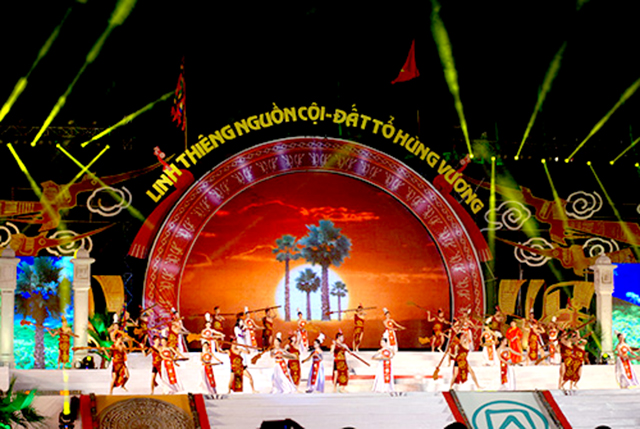 LINH THIÊNG NGUỒN CỘI - ĐẤT TỔ HÙNG VƯƠNG